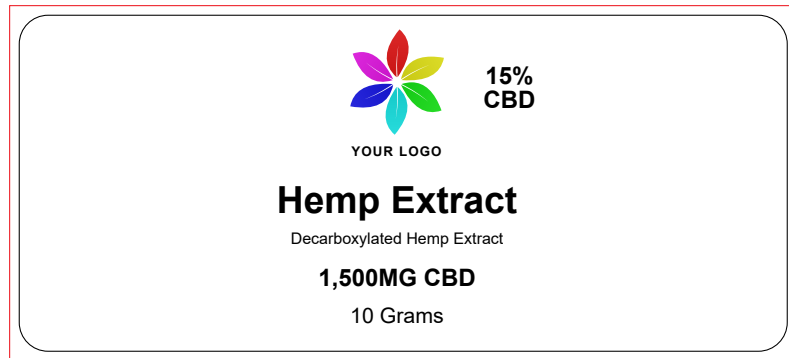 15%
CBD
YOUR LOGO
Hemp Extract
Decarboxylated Hemp Extract
1,500MG CBD
10 Grams